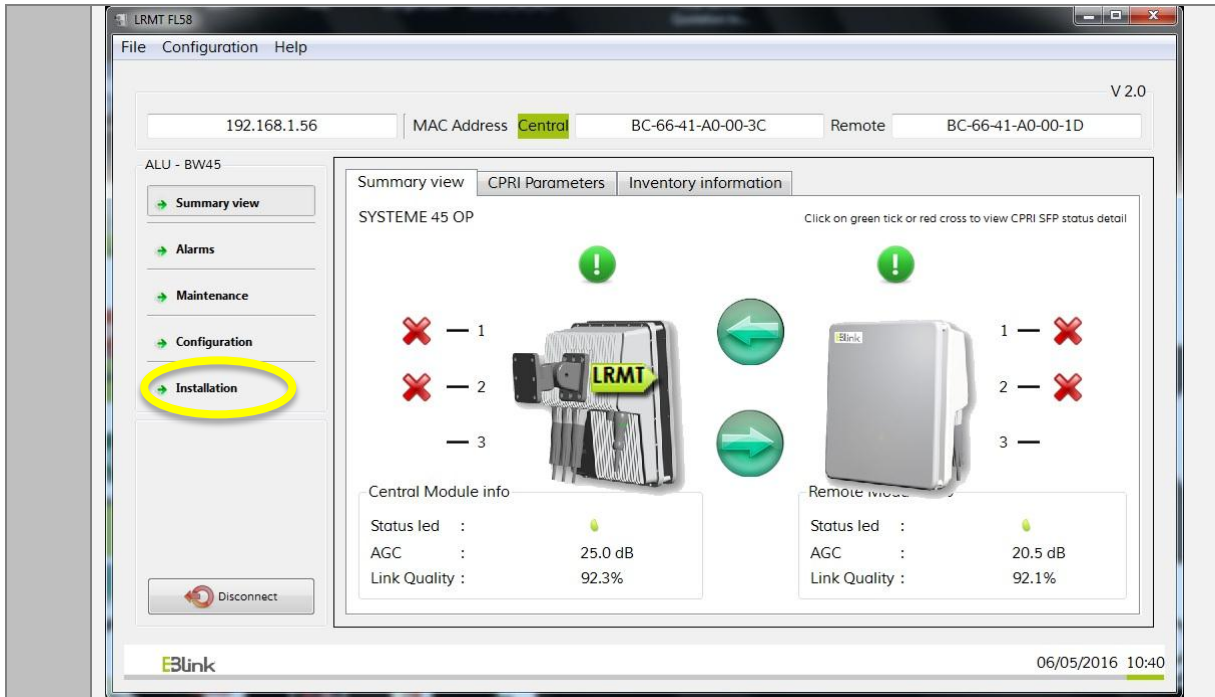 LRMT FL58
File Configuration Help
V 2.0
192.168.1.56 MAC Address Central BC-66-41-A0-00-3C Remote BC-66-41-A0-00-1D
ALU - BW45
Summary view
Alarms
Maintenance
Configuration
Installation
Disconnect
Summary view CPRI Parameters Inventory information
SYSTEME 45 OP Click on green tick or red cross to view CPRI SFP status detail
1
2
3
LRMT
EBlink
1
2
3
Central Module info
Status led :
AGC : 25.0 dB
Link Quality : 92.3%
Remote
Status led :
AGC : 20.5 dB
Link Quality : 92.1%
EBlink 06/05/2016 10:40